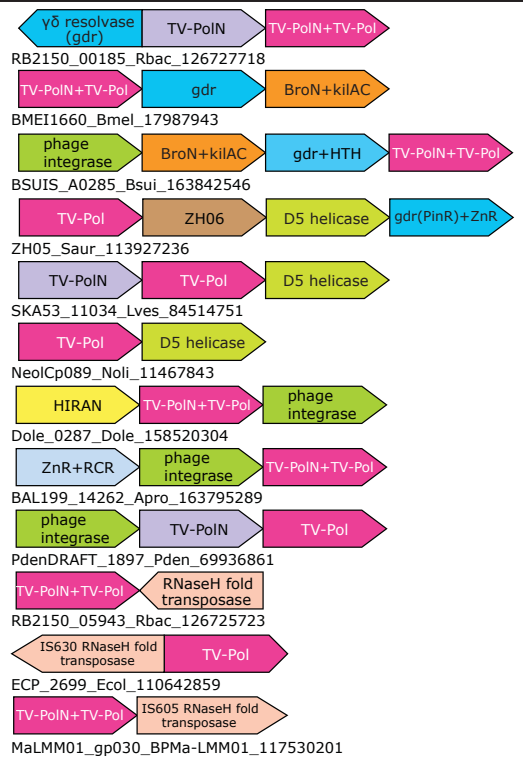 γδ resolvase
(gdr)
TV-PolN
TV-PolN+TV-Pol
RB2150_00185_Rbac_126727718
TV-PolN+TV-Pol
gdr
BroN+kilAC
BMEI1660_Bmel_17987943
phage
integrase
BroN+kilAC
gdr+HTH
TV-PolN+TV-Pol
BSUIS_A0285_Bsui_163842546
TV-Pol
ZH06
D5 helicase
gdr(PinR)+ZnR
ZH05_Saur_113927236
TV-PolN
TV-Pol
D5 helicase
SKA53_11034_Lves_84514751
TV-Pol
D5 helicase
NeolCp089_Noli_11467843
HIRAN
TV-PolN+TV-Pol
phage
integrase
Dole_0287_Dole_158520304
ZnR+RCR
phage
integrase
TV-PolN+TV-Pol
BAL199_14262_Apro_163795289
phage
integrase
TV-PolN
TV-Pol
PdenDRAFT_1897_Pden_69936861
TV-PolN+TV-Pol
RNaseH fold
transposase
RB2150_05943_Rbac_126725723
IS630 RNaseH fold
transposase
TV-Pol
ECP_2699_Ecol_110642859
TV-PolN+TV-Pol
IS605 RNaseH fold
transposase
MaLMM01_gp030_BPMa-LMM01_117530201